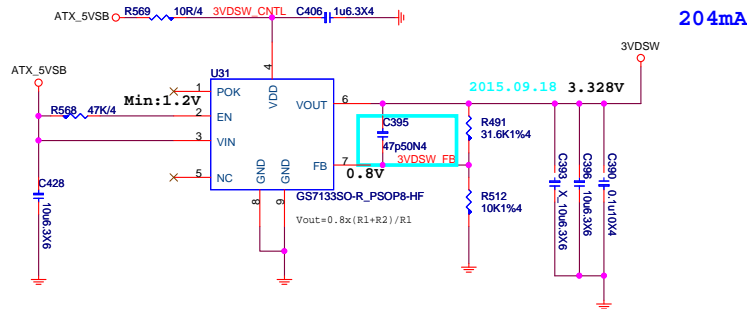 204mA
ATX_5VSB
R569
10R/4
3VDSW_CNTL
C406
1u6.3X4
3VDSW
ATX_5VSB
U31
4
2015.09.18
3.328V
1
POK
VDD
Min:1.2V
VOUT
6
R568
47K/4
2
EN
C395
R491
31.6K1%4
3
VIN
47p50N4
5
NC
FB
7
3VDSW_FB
0.8V
GND
GND
C428
10u6.3X6
8
9
GS7133SO-R_PSOP8-HF
Vout=0.8x(R1+R2)/R1
R512
10K1%4
C393
X_10u6.3X6
C396
10u6.3X6
C390
0.1u10X4